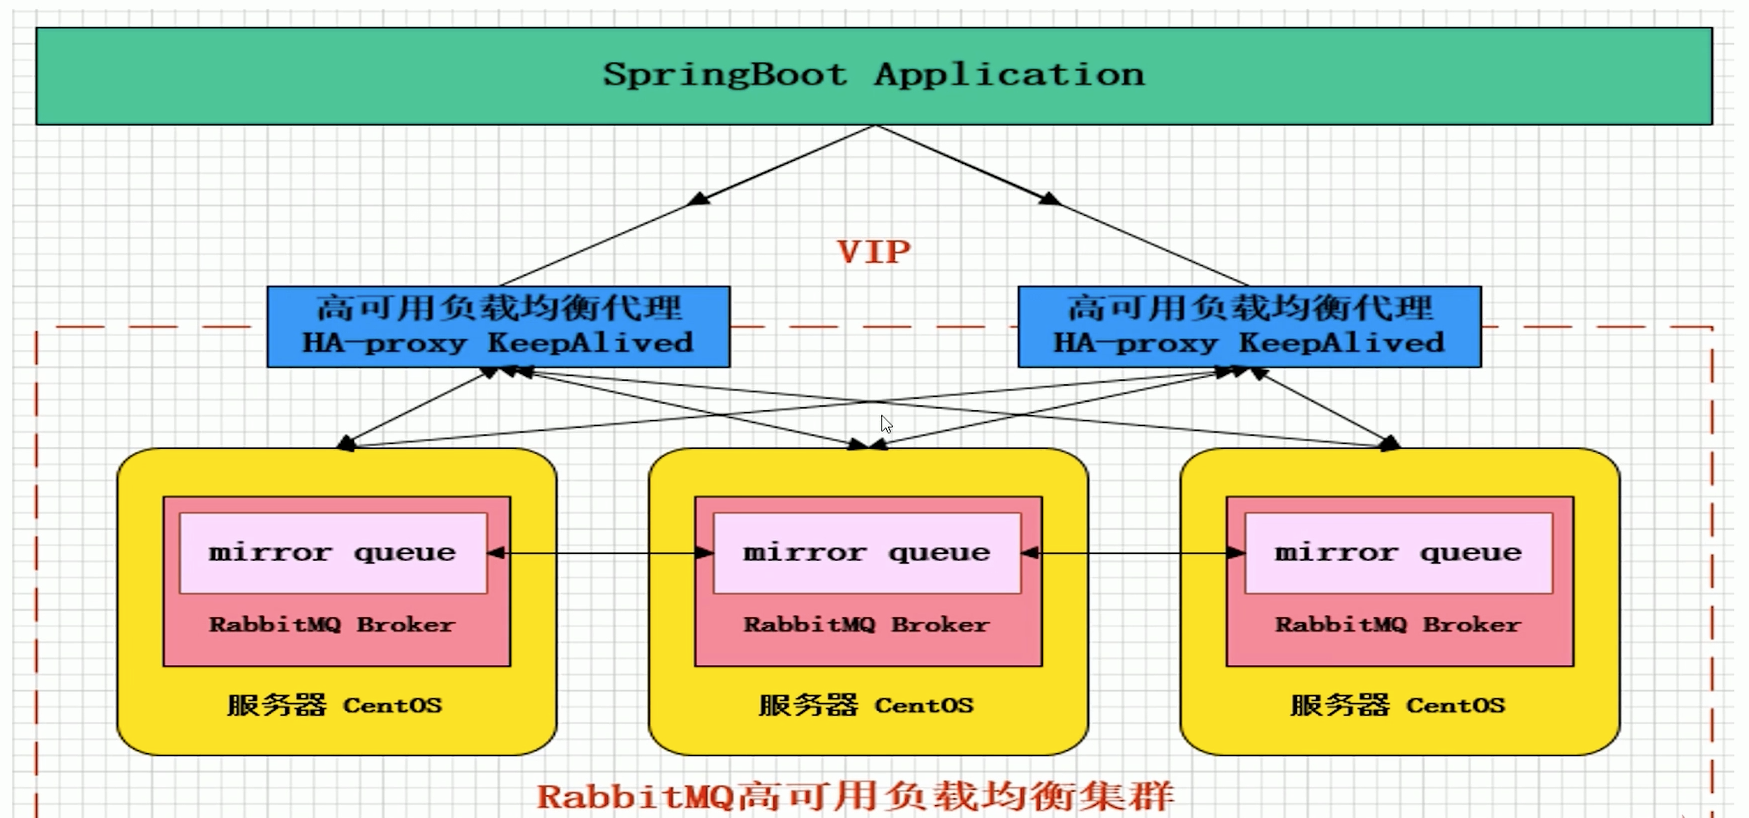 SpringBoot Application
VIP
高可用负载均衡代理
HA-proxy KeepAlived
高可用负载均衡代理
HA-proxy KeepAlived
mirror queue
RabbitMQ Broker
服务器 CentOS
mirror queue
RabbitMQ Broker
服务器 CentOS
mirror queue
RabbitMQ Broker
服务器 CentOS
RabbitMQ高可用负载均衡集群